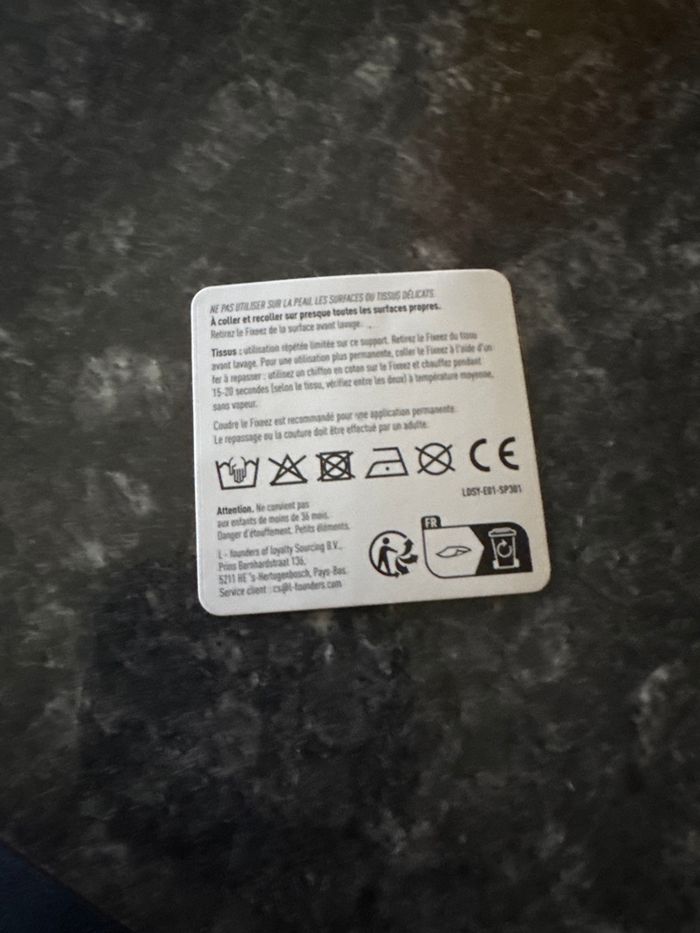 NE PAS UTILISER SUR LA PEAU, LES SURFACES OU TISSUS DÉLICATS.
À coller et recoller sur presque toutes les surfaces propres.
Retirez le Fixeez de la surface avant lavage.
Tissus : utilisation répétée limitée sur ce support. Retirez le Fixeez du tissu
avant lavage. Pour une utilisation plus permanente, coller le Fixeez à l'aide d'un
fer à repasser : utilisez un chiffon en coton sur le Fixeez et chauffez pendant
15-20 secondes (selon le tissu, vérifiez entre les deux) à température moyenne,
sans vapeur.
Coudre le Fixeez est recommandé pour une application permanente.
Le repassage ou la couture doit être effectué par un adulte.
CE
LDSY-E01-SP301
Attention. Ne convient pas
aux enfants de moins de 36 mois.
Danger d'étouffement. Petits éléments.
L - founders of loyalty Sourcing B.V.,
Prins Bernhardstraat 136,
5211 HE 's-Hertogenbosch, Pays-Bas.
Service client : cs@l-founders.com
FR